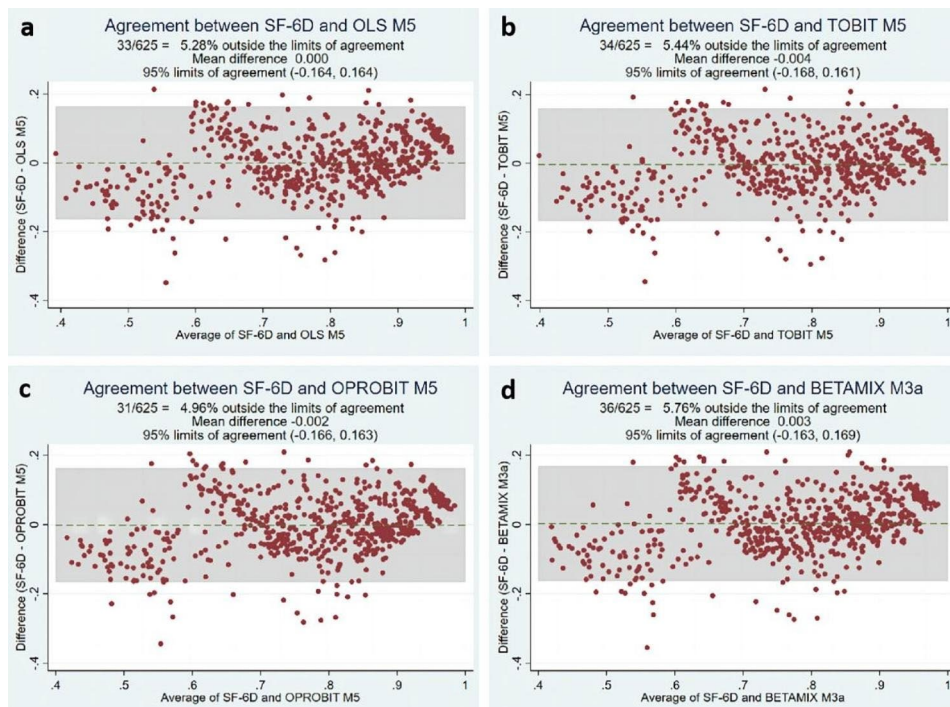 a
Agreement between SF-6D and OLS M5
33/625 = 5.28% outside the limits of agreement
Mean difference 0.000
95% limits of agreement (-0.164, 0.164)
Difference (SF-6D - OLS M5)
.2
0
-.2
-.4
.4 .5 .6 .7 .8 .9 1
Average of SF-6D and OLS M5
b
Agreement between SF-6D and TOBIT M5
34/625 = 5.44% outside the limits of agreement
Mean difference -0.004
95% limits of agreement (-0.168, 0.161)
Difference (SF-6D - TOBIT M5)
.2
0
-.2
-.4
.4 .5 .6 .7 .8 .9 1
Average of SF-6D and TOBIT M5
c
Agreement between SF-6D and OPROBIT M5
31/625 = 4.96% outside the limits of agreement
Mean difference -0.002
95% limits of agreement (-0.166, 0.163)
Difference (SF-6D - OPROBIT M5)
.2
0
-.2
-.4
.4 .5 .6 .7 .8 .9 1
Average of SF-6D and OPROBIT M5
d
Agreement between SF-6D and BETAMIX M3a
36/625 = 5.76% outside the limits of agreement
Mean difference 0.003
95% limits of agreement (-0.163, 0.169)
Difference (SF-6D - BETAMIX M3a)
.2
0
-.2
-.4
.4 .5 .6 .7 .8 .9 1
Average of SF-6D and BETAMIX M3a